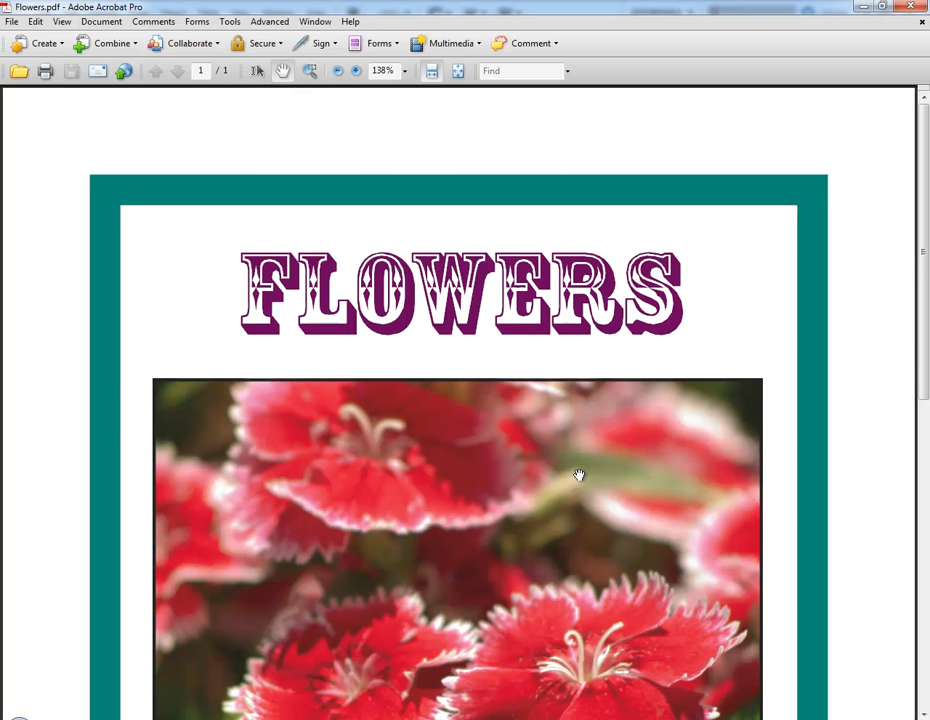 Flowers.pdf - Adobe Acrobat Pro
File Edit View Document Comments Forms Tools Advanced Window Help
Create Combine Collaborate Secure Sign Forms Multimedia Comment
1 / 1 138% Find
FLOWERS